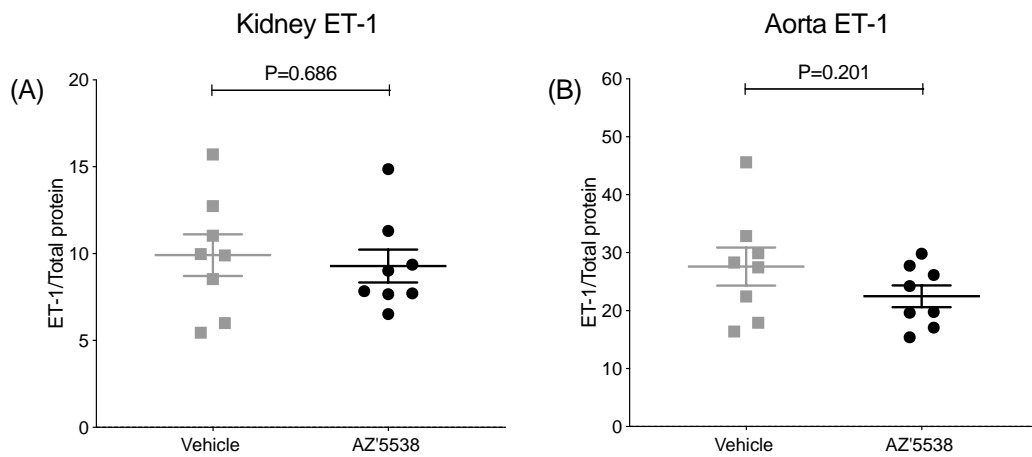 Kidney ET-1
(A)
P=0.686
20
15
10
5
0
ET-1/Total protein
Vehicle
AZ'5538
Aorta ET-1
(B)
P=0.201
60
50
40
30
20
10
0
ET-1/Total protein
Vehicle
AZ'5538